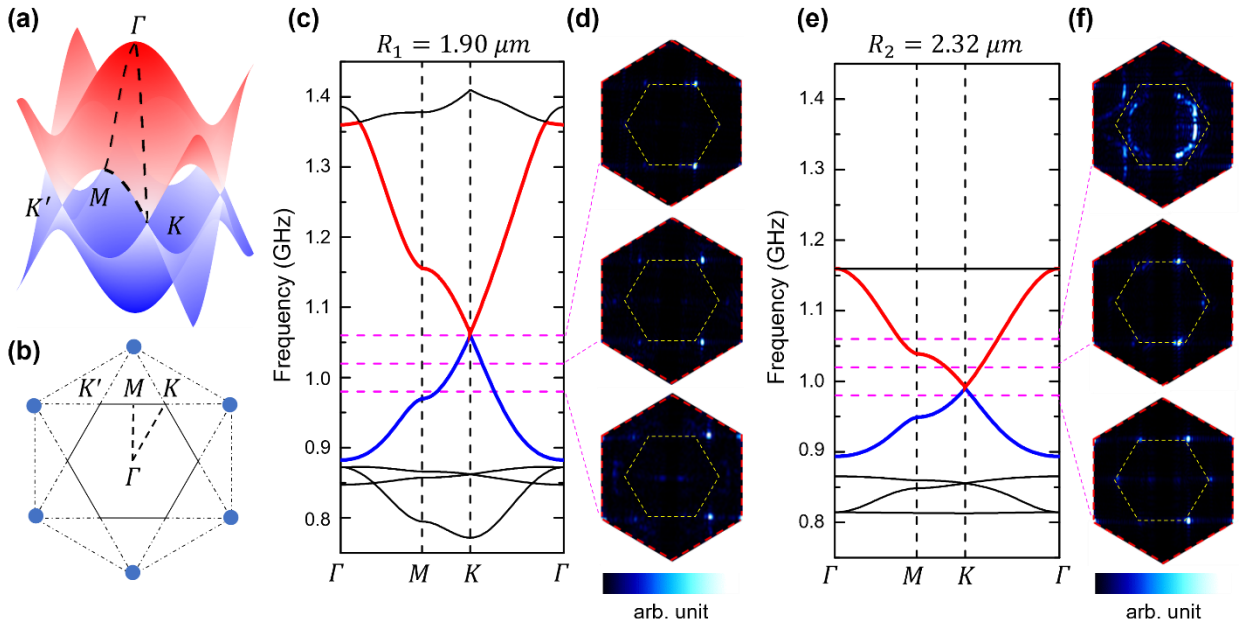 (a)
Γ
K′
M
K
(b)
K′
M
K
Γ
(c)
R₁ = 1.90 μm
Frequency (GHz)
1.4
1.3
1.2
1.1
1.0
0.9
0.8
Γ
M
K
Γ
(d)
arb. unit
(e)
R₂ = 2.32 μm
Frequency (GHz)
1.4
1.3
1.2
1.1
1.0
0.9
0.8
Γ
M
K
Γ
(f)
arb. unit